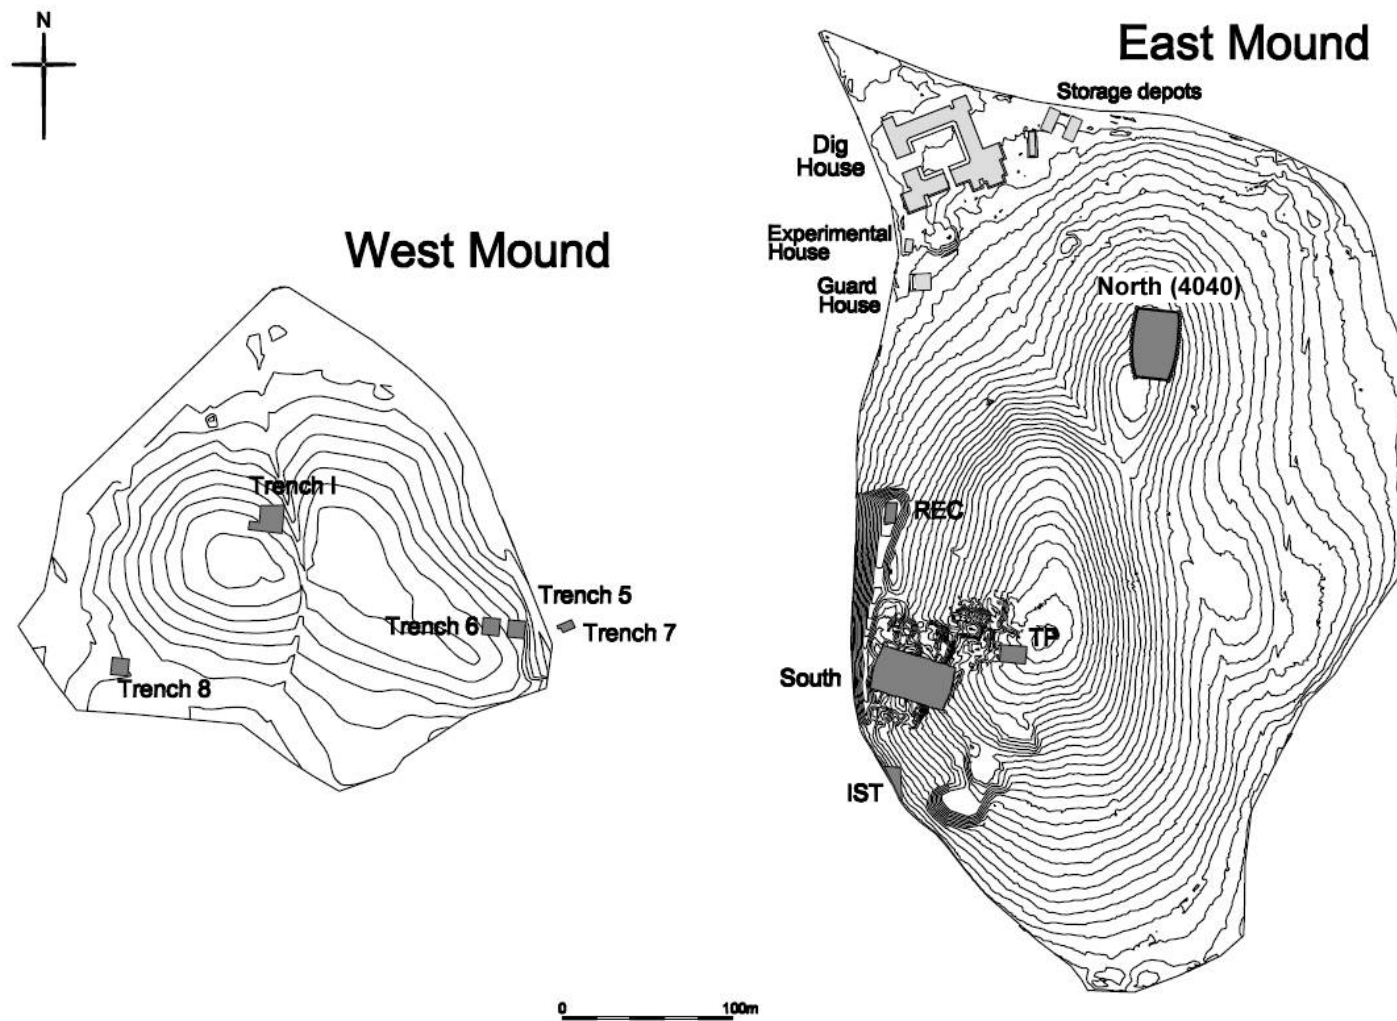 N
East Mound
Storage depots
Dig
House
Experimental
House
Guard
House
North (4040)
West Mound
Trench I
REC
Trench 5
Trench 6
Trench 7
TP
Trench 8
South
IST
0 100m